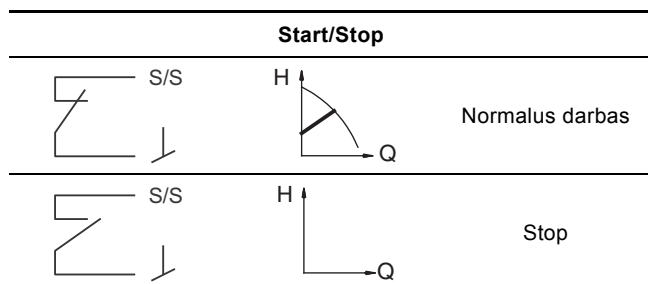 Start/Stop
S/S
H
Q
Normalus darbas
S/S
H
Q
Stop